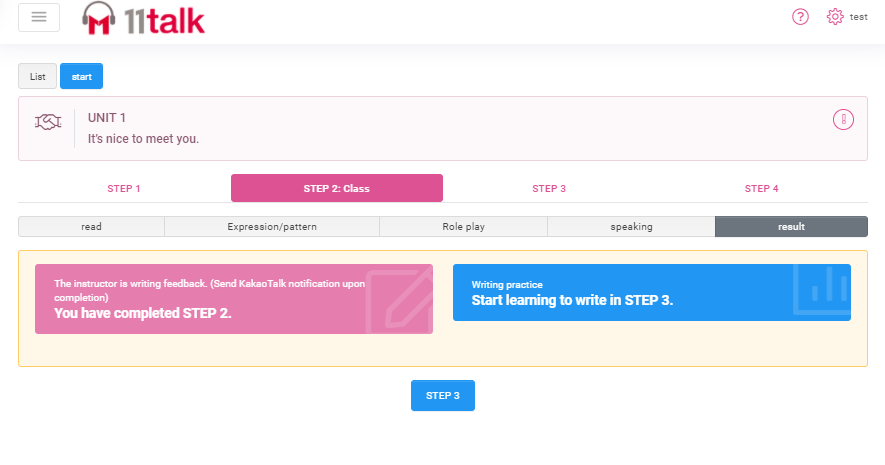 11talk
test
List
start
UNIT 1
It's nice to meet you.
STEP 1
STEP 2: Class
STEP 3
STEP 4
read
Expression/pattern
Role play
speaking
result
The instructor is writing feedback. (Send KakaoTalk notification upon
completion)
You have completed STEP 2.
Writing practice
Start learning to write in STEP 3.
STEP 3